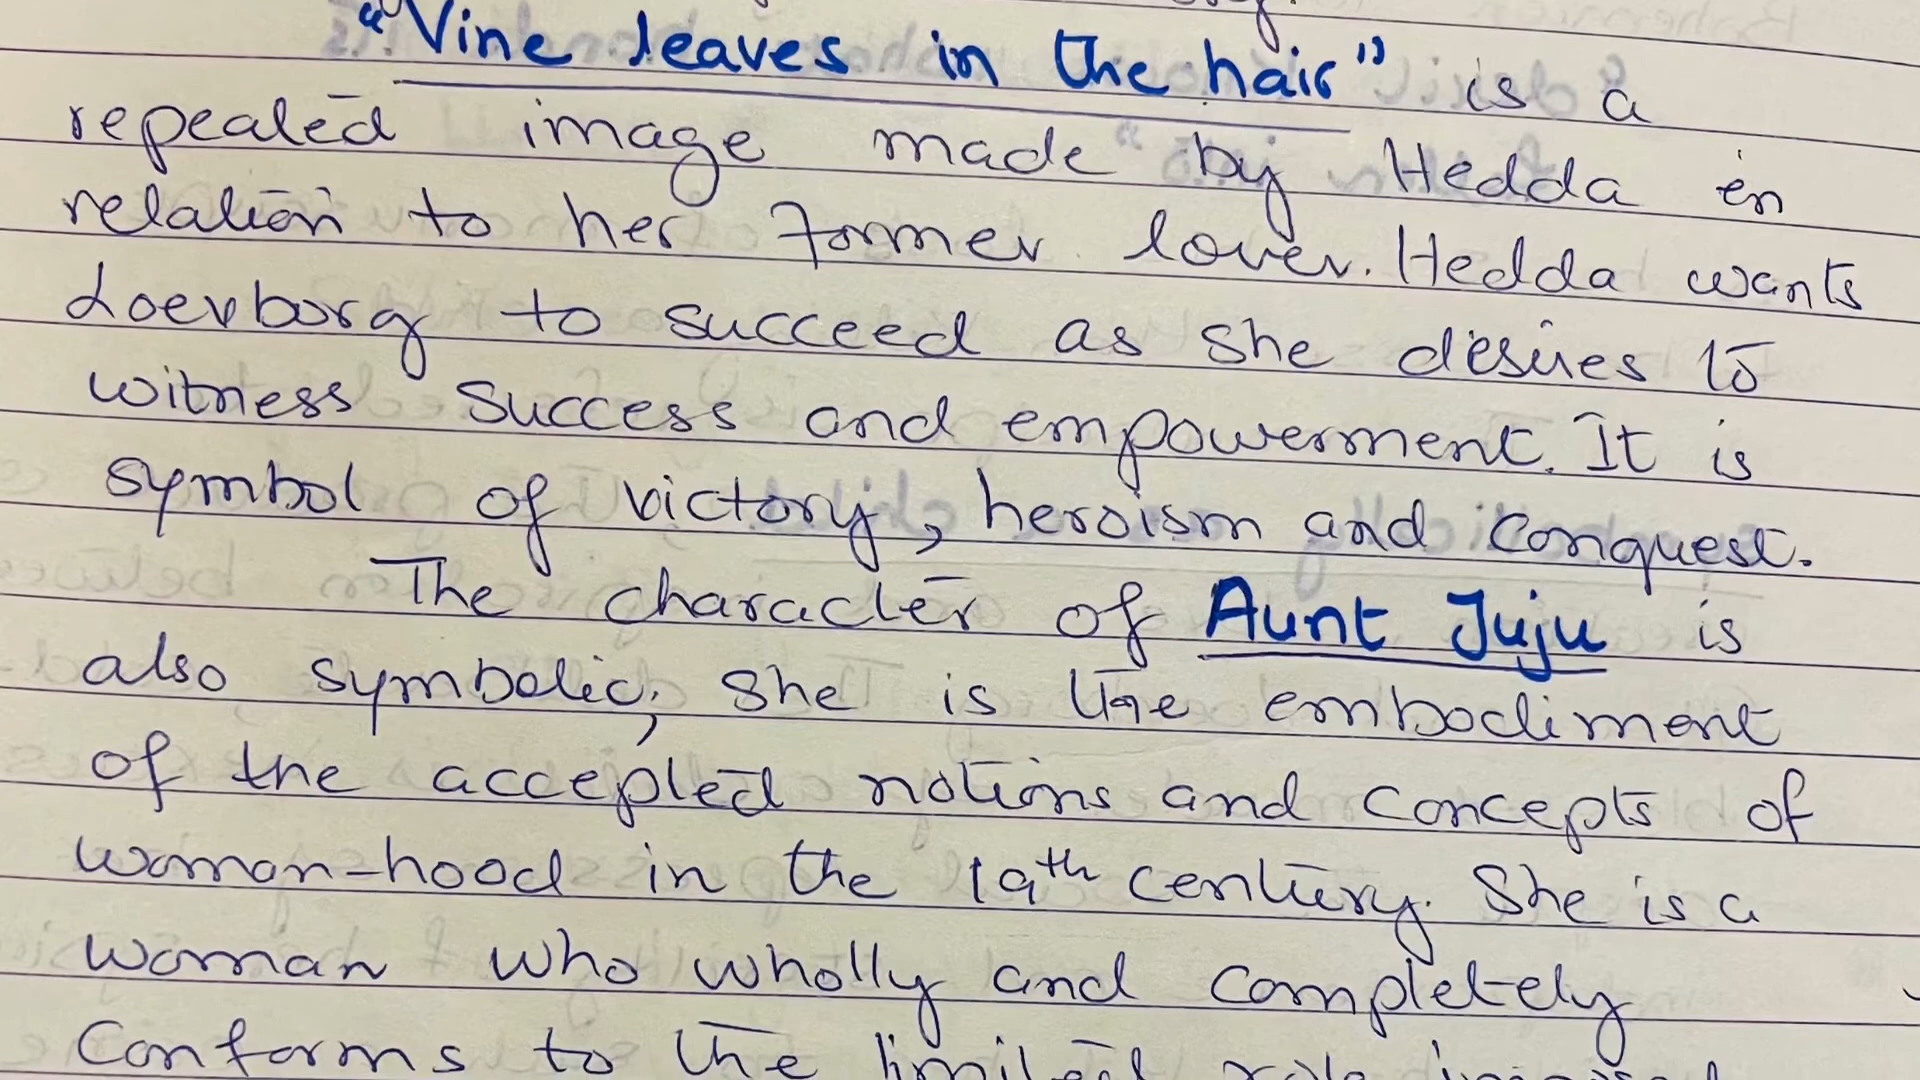 "Vine leaves in the hair" is a
repeated image made by Hedda in
relation to her former lover. Hedda wants
Loevborg to succeed as she desires to
witness success and empowerment. It is
symbol of victory, heroism and conquest.
The character of Aunt Juju is
also symbolic; she is the embodiment
of the accepted notions and concepts of
woman-hood in the 19th century. She is a
woman who wholly and completely
conforms to the limited role imposed